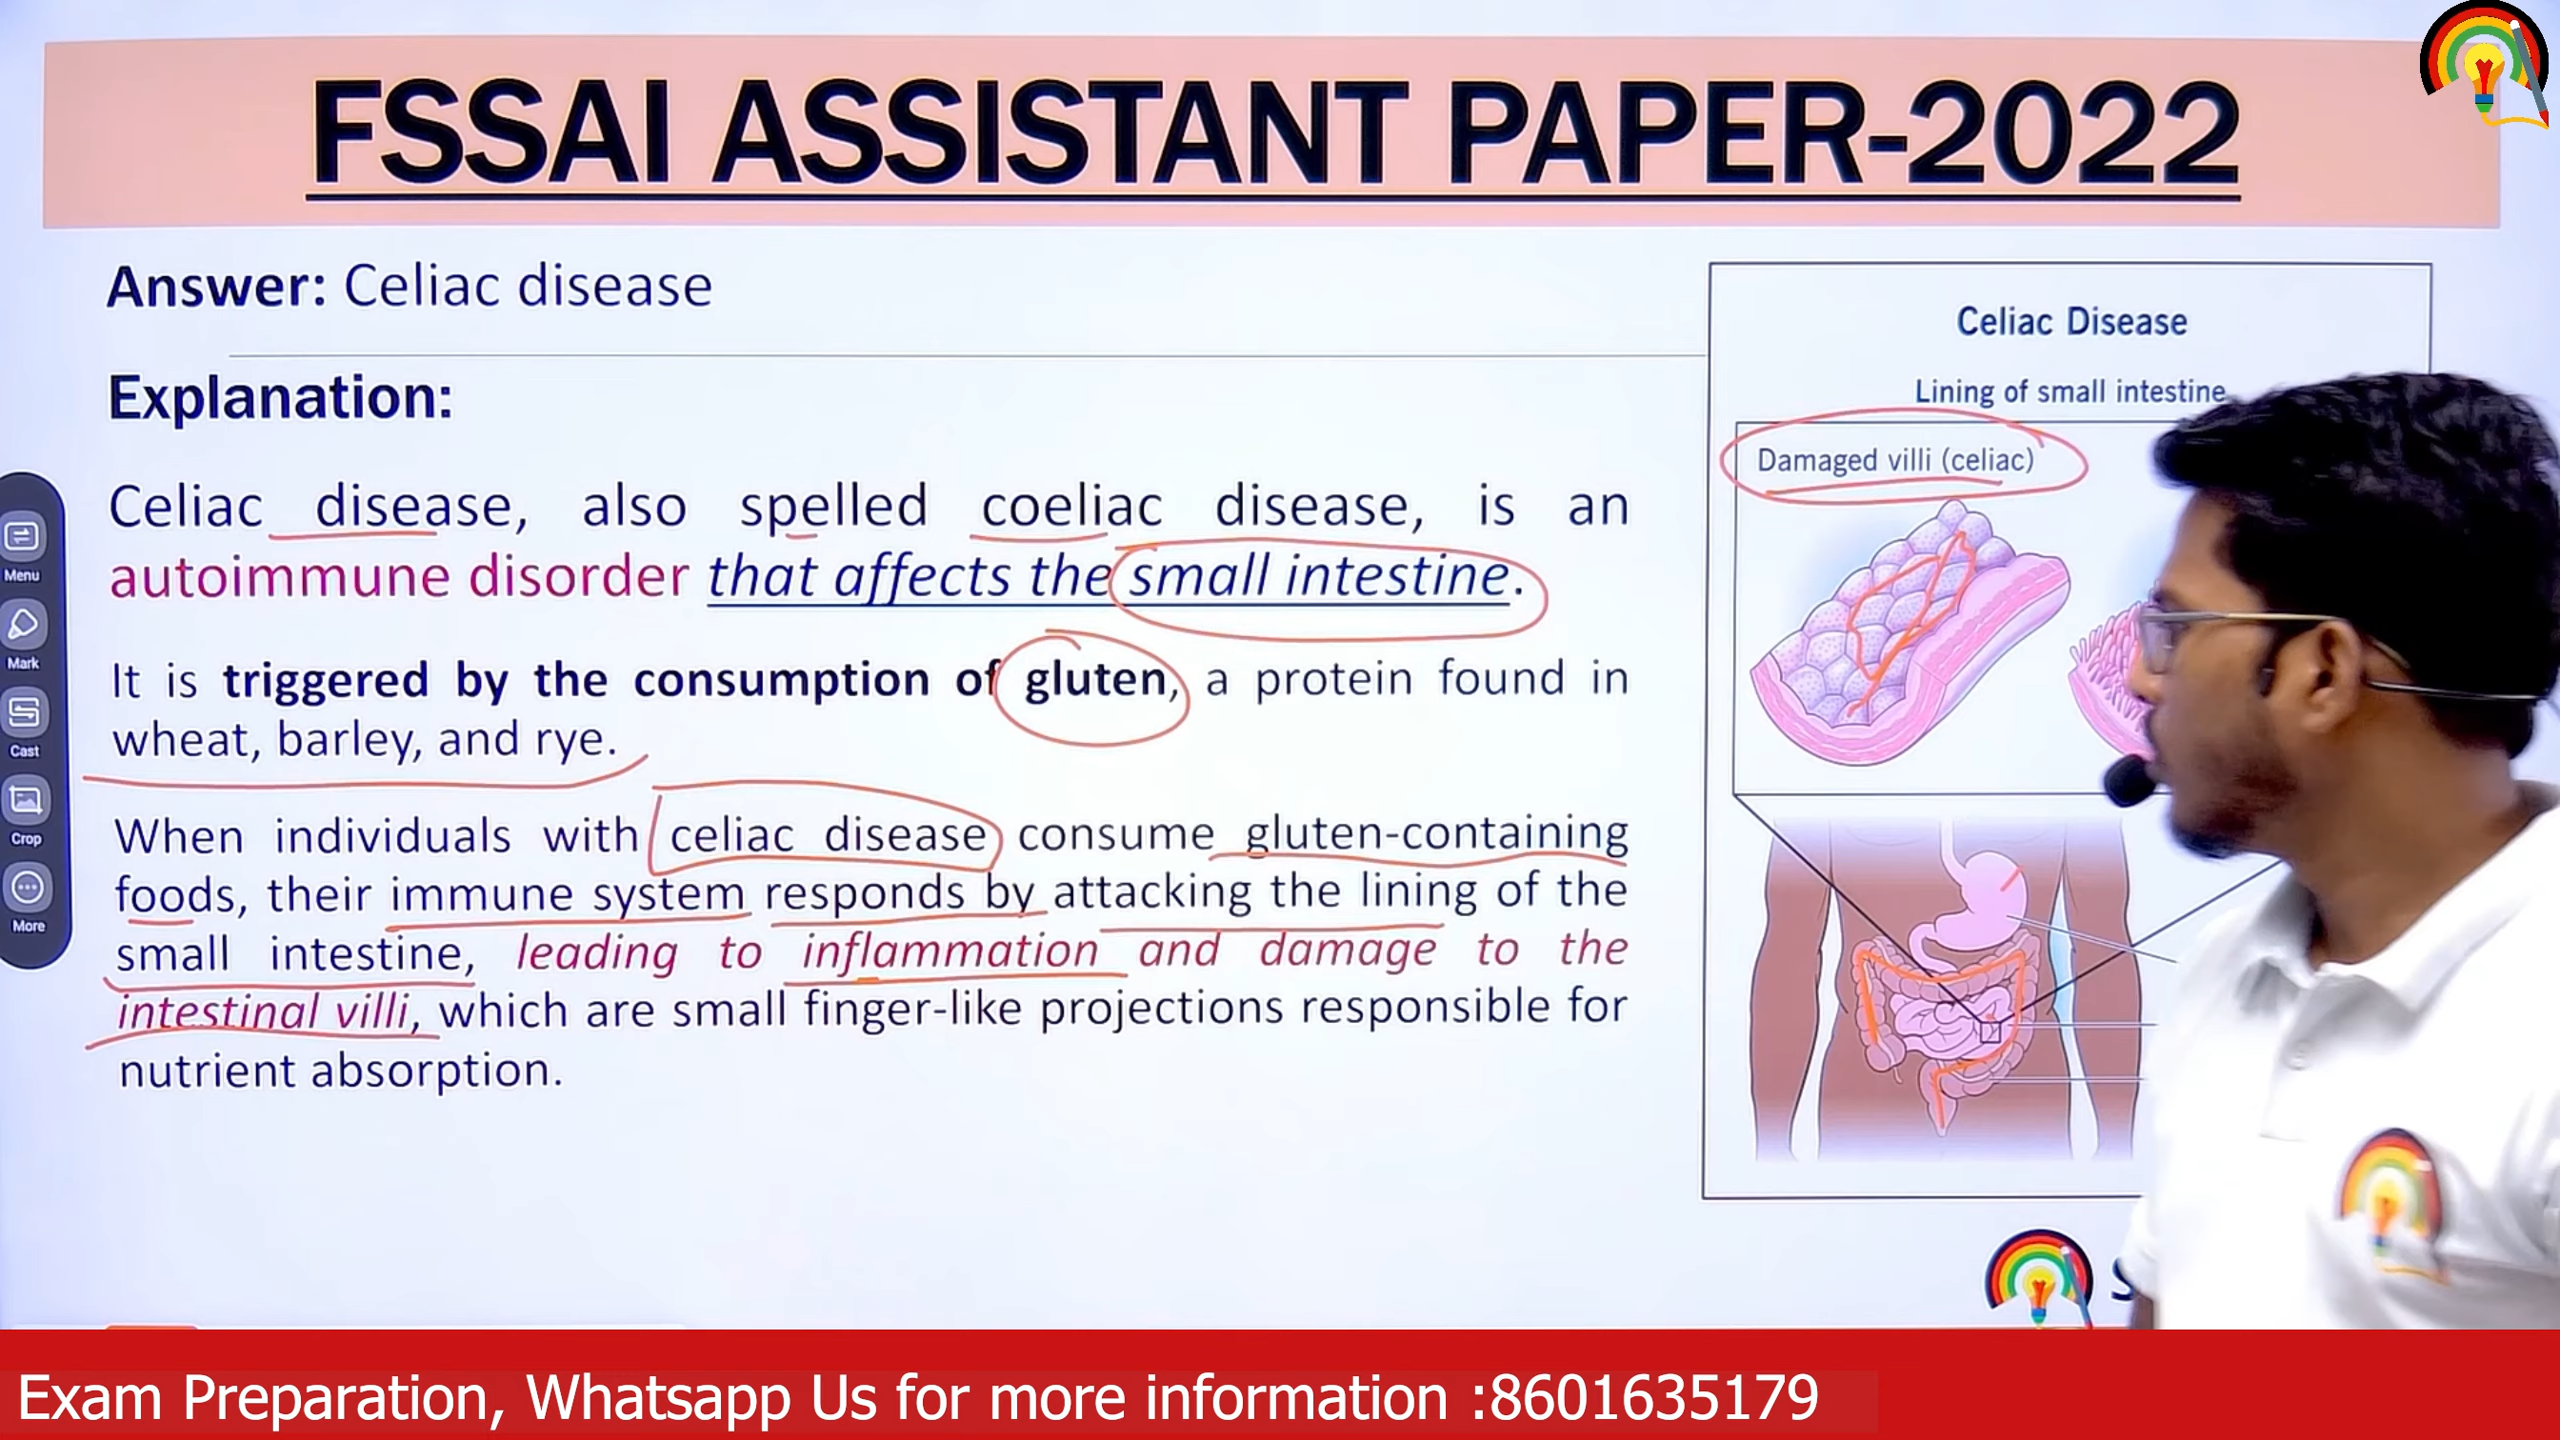 FSSAI ASSISTANT PAPER-2022
Answer: Celiac disease
Explanation:
Celiac disease, also spelled coeliac disease, is an
autoimmune disorder that affects the small intestine.
It is triggered by the consumption of gluten, a protein found in
wheat, barley, and rye.
When individuals with celiac disease consume gluten-containing
foods, their immune system responds by attacking the lining of the
small intestine, leading to inflammation and damage to the
intestinal villi, which are small finger-like projections responsible for
nutrient absorption.
Celiac Disease
Lining of small intestine
Damaged villi (celiac)
Menu
Mark
Cast
Crop
More
Exam Preparation, Whatsapp Us for more information :8601635179